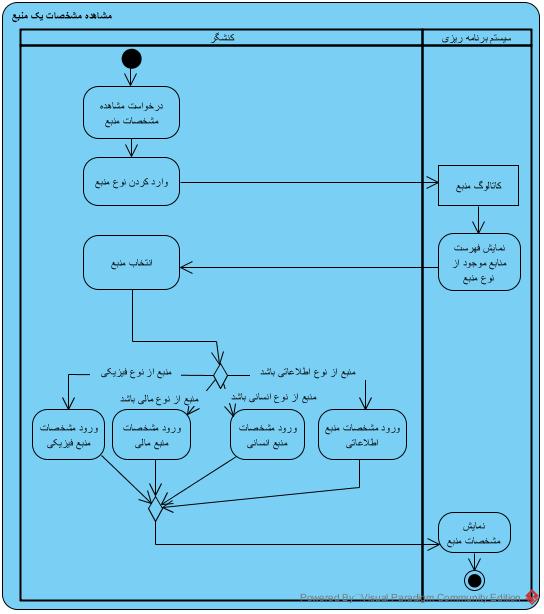 مشاهده مشخصات یک منبع
کنشگر
سیستم برنامه ریزی
درخواست مشاهده
مشخصات منبع
وارد کردن نوع منبع
کاتالوگ منبع
نمایش فهرست
منابع موجود از
نوع منبع
انتخاب منبع
منبع از نوع اطلاعاتی باشد
منبع از نوع فیزیکی
منبع از نوع انسانی باشد
منبع از نوع مالی باشد
ورود مشخصات منبع
اطلاعاتی
ورود مشخصات
منبع انسانی
ورود مشخصات
منبع مالی
ورود مشخصات
منبع فیزیکی
نمایش
مشخصات منبع
Powered By Visual Paradigm Community Edition